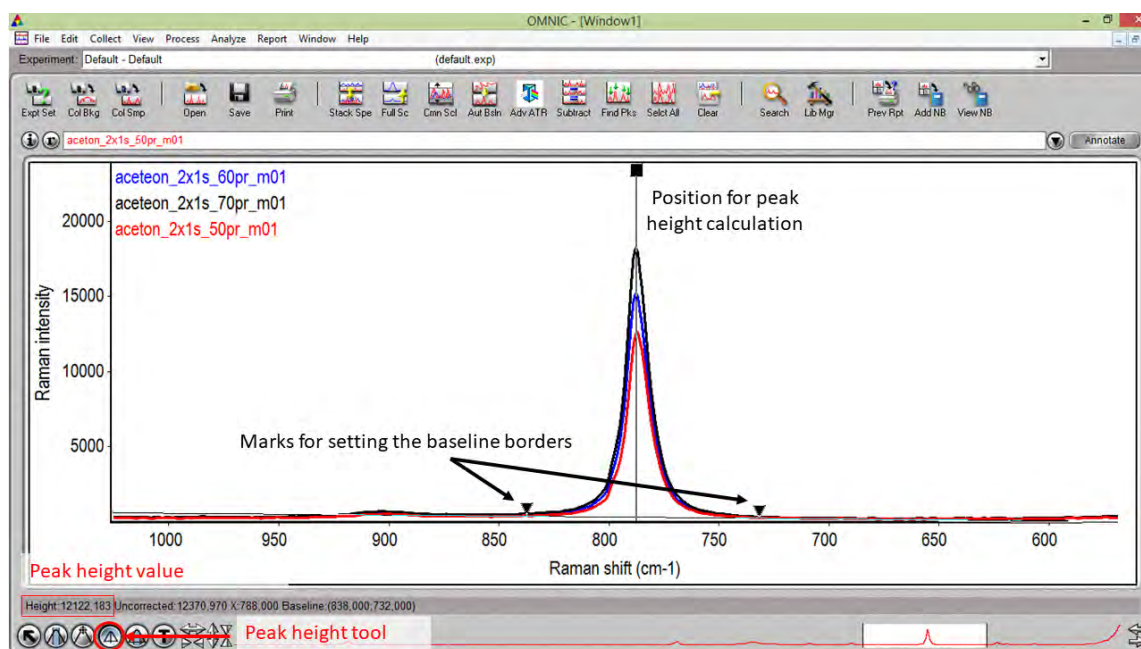 OMNIC - [Window1]
File Edit Collect View Process Analyze Report Window Help
Experiment: Default - Default (default.exp)
Expt Set Col Bkg Col Smp Open Save Print Stack Spe Full Sc Cmn Scl Aut Bsln Adv ATR Subtract Find Pks Selct All Clear Search Lib Mgr Prev Rpt Add NB View NB
aceton_2x1s_50pr_m01 Annotate
aceteon_2x1s_60pr_m01
aceteon_2x1s_70pr_m01
aceton_2x1s_50pr_m01
Position for peak
height calculation
20000
15000
10000
5000
Raman intensity
Marks for setting the baseline borders
1000 950 900 850 800 750 700 650 600
Raman shift (cm-1)
Peak height value
Height:12122,183 Uncorrected:12370,970 X:788,000 Baseline:(838,000;732,000)
Peak height tool